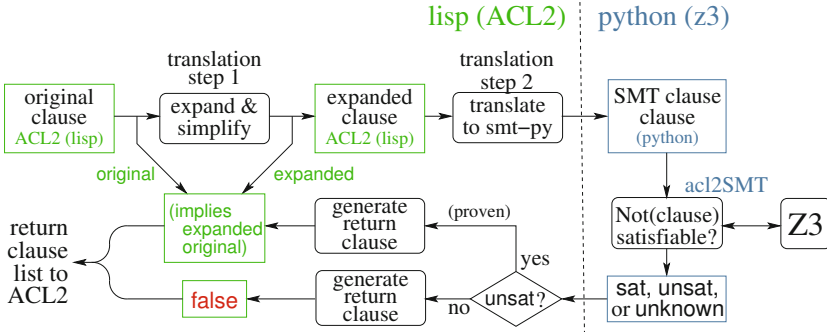 lisp (ACL2)
python (z3)
translation
step 1
translation
step 2
original
clause
ACL2 (lisp)
expand &
simplify
expanded
clause
ACL2 (lisp)
translate
to smt−py
SMT clause
clause
(python)
original
expanded
acl2SMT
(implies
expanded
original)
generate
return
clause
(proven)
Not(clause)
satisfiable?
Z3
return
clause
list to
ACL2
yes
false
generate
return
clause
no
unsat?
sat, unsat,
or unknown